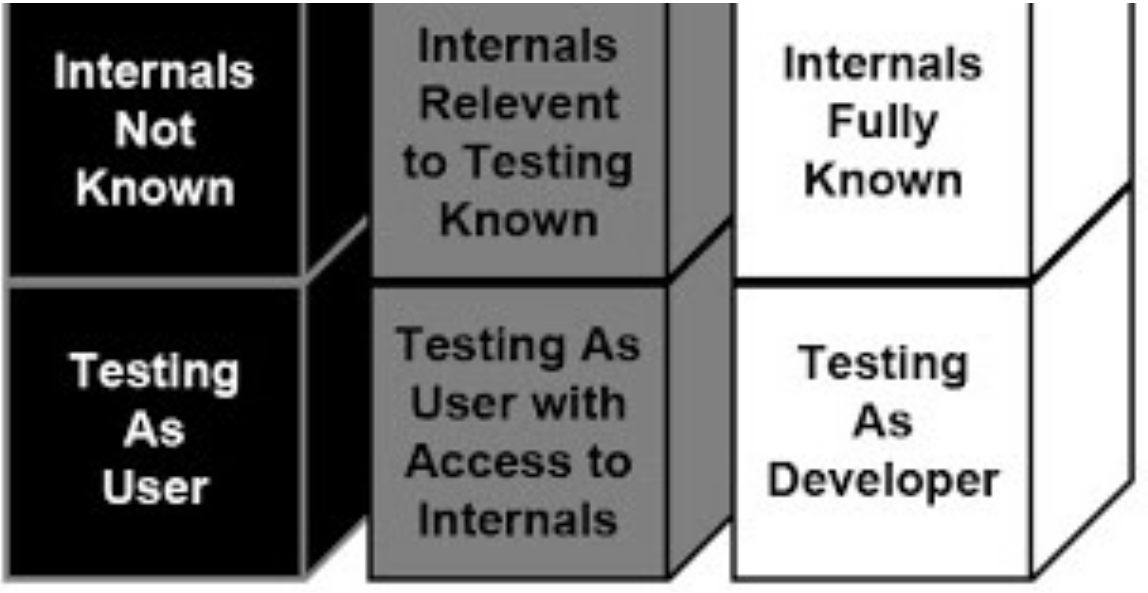 Internals
Not
Known
Internals
Relevent
to Testing
Known
Internals
Fully
Known
Testing
As
User
Testing As
User with
Access to
Internals
Testing
As
Developer